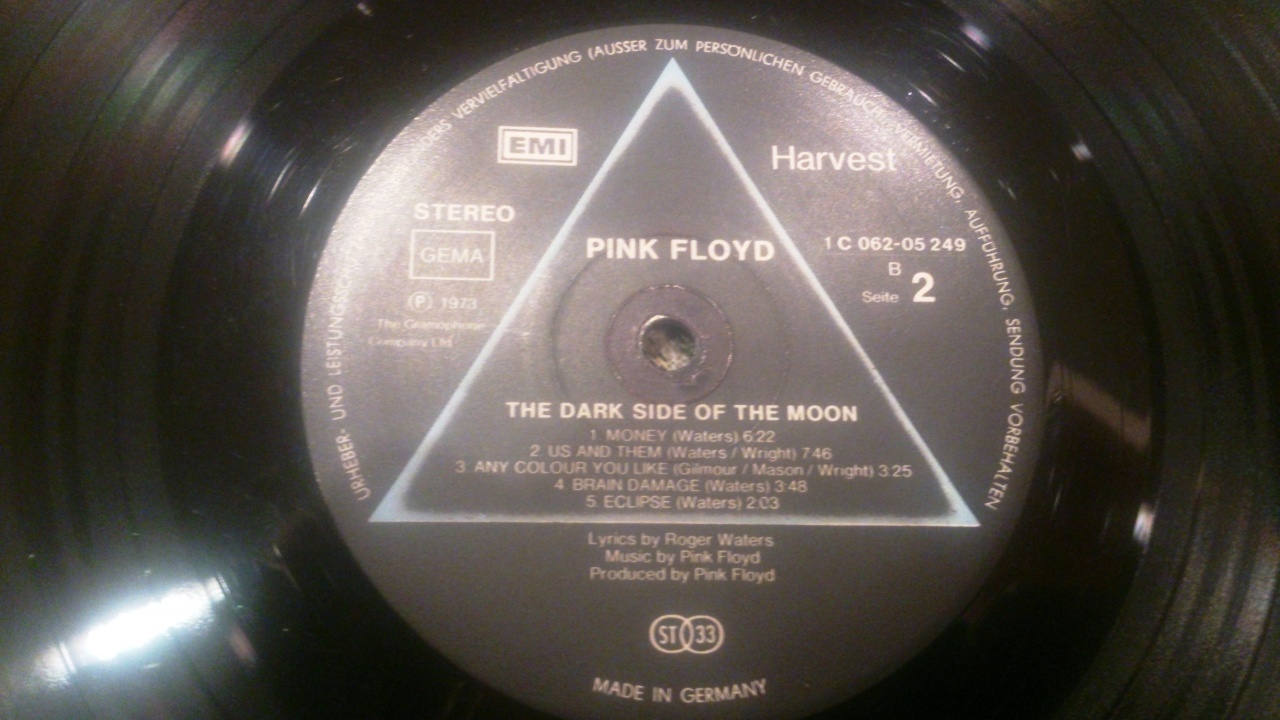 URHEBER- UND LEISTUNGSSC
DERS VERVIELFÄLTIGUNG (AUSSER ZUM PERSÖNLICHEN GEBRAUCH), VERMIETUNG, AUFFÜHRUNG, SENDUNG VORBEHALTEN
EMI
Harvest
STEREO
GEMA
Ⓟ 1973
The Gramophone
Company Ltd
PINK FLOYD
1 C 062-05 249
B
Seite 2
THE DARK SIDE OF THE MOON
1. MONEY (Waters) 6:22
2. US AND THEM (Waters / Wright) 7:46
3. ANY COLOUR YOU LIKE (Gilmour / Mason / Wright) 3:25
4. BRAIN DAMAGE (Waters) 3:48
5. ECLIPSE (Waters) 2:03
Lyrics by Roger Waters
Music by Pink Floyd
Produced by Pink Floyd
ST 33
MADE IN GERMANY